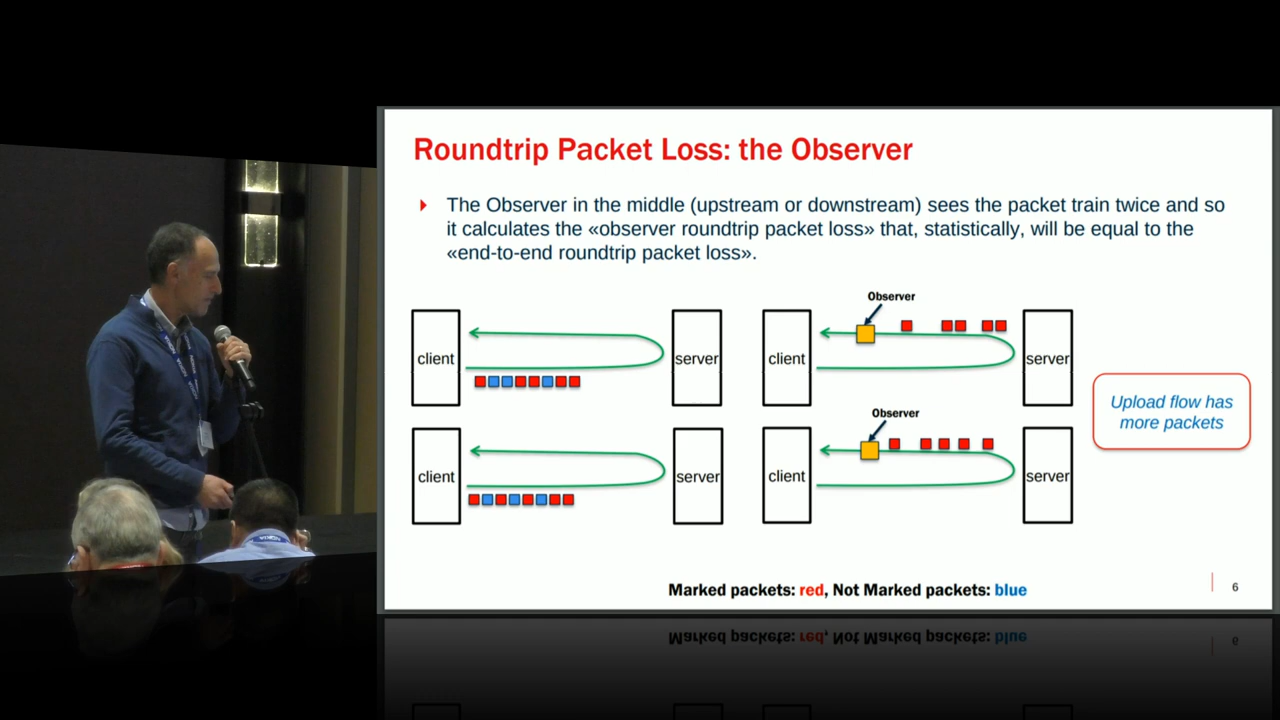 Roundtrip Packet Loss: the Observer
The Observer in the middle (upstream or downstream) sees the packet train twice and so
it calculates the «observer roundtrip packet loss» that, statistically, will be equal to the
«end-to-end roundtrip packet loss».
Observer
client
server
client
server
Upload flow has
more packets
Observer
client
server
client
server
Marked packets: red, Not Marked packets: blue
6